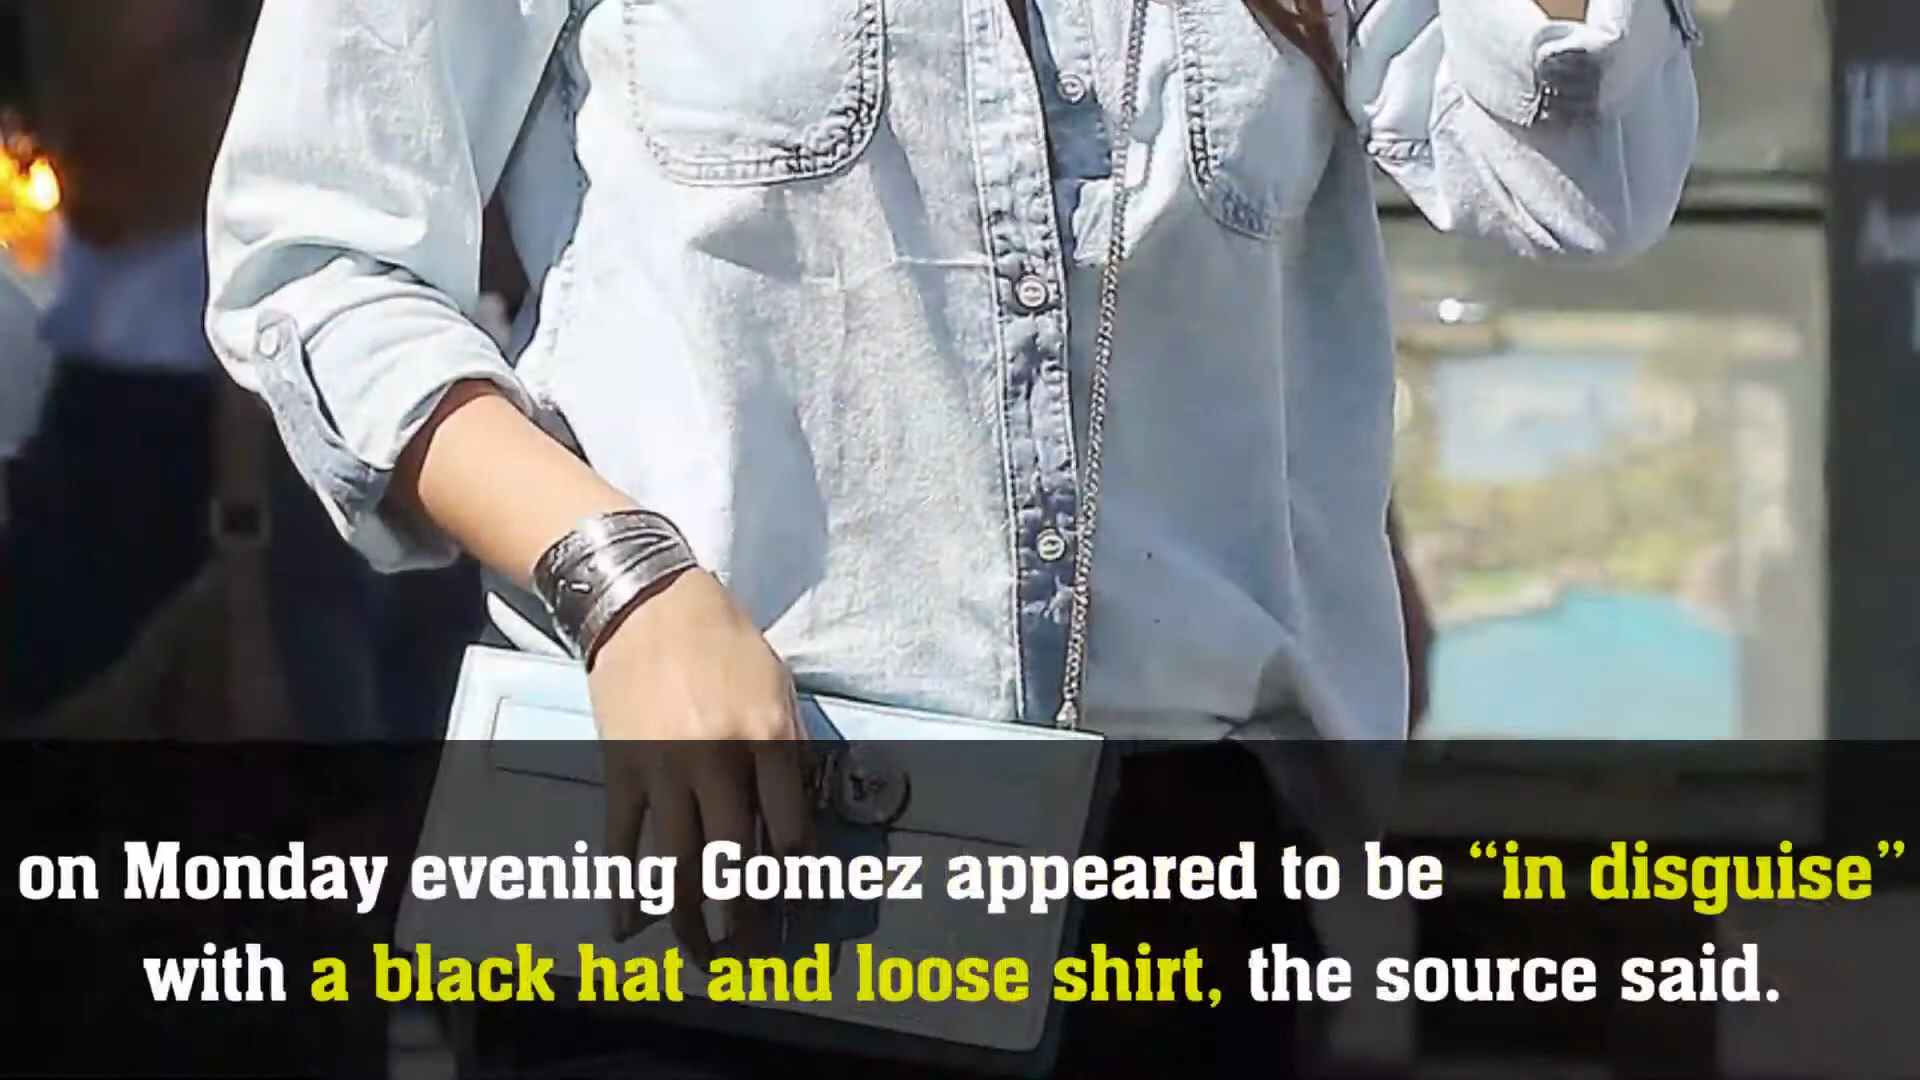 on Monday evening Gomez appeared to be “in disguise”
with a black hat and loose shirt, the source said.